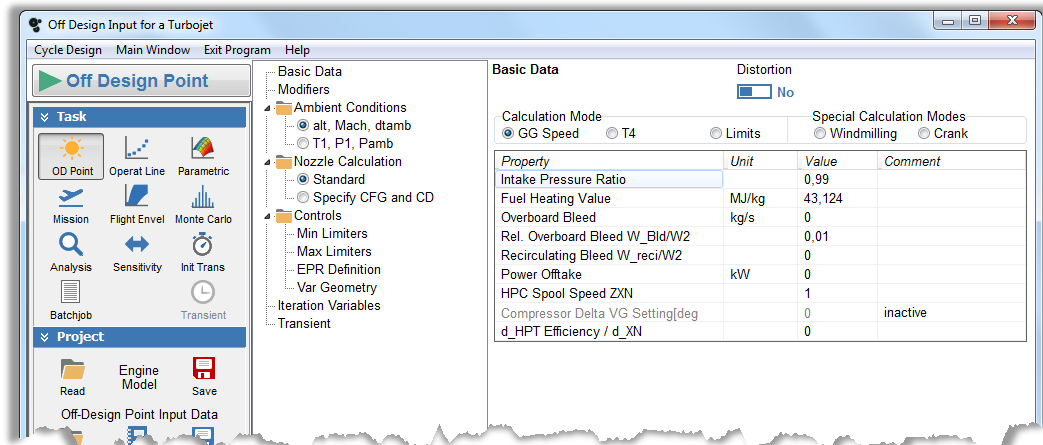 Off Design Input for a Turbojet
Cycle Design Main Window Exit Program Help
Off Design Point
Task
OD Point Operat Line Parametric
Mission Flight Envel Monte Carlo
Analysis Sensitivity Init Trans
Batchjob Transient
Project
Read Engine Model Save
Off-Design Point Input Data
Basic Data
Modifiers
Ambient Conditions
alt, Mach, dtamb
T1, P1, Pamb
Nozzle Calculation
Standard
Specify CFG and CD
Controls
Min Limiters
Max Limiters
EPR Definition
Var Geometry
Iteration Variables
Transient
Basic Data Distortion
No
Calculation Mode Special Calculation Modes
GG Speed T4 Limits Windmilling Crank
Property Unit Value Comment
Intake Pressure Ratio 0,99
Fuel Heating Value MJ/kg 43,124
Overboard Bleed kg/s 0
Rel. Overboard Bleed W_Bld/W2 0,01
Recirculating Bleed W_reci/W2 0
Power Offtake kW 0
HPC Spool Speed ZXN 1
Compressor Delta VG Setting[deg 0 inactive
d_HPT Efficiency / d_XN 0